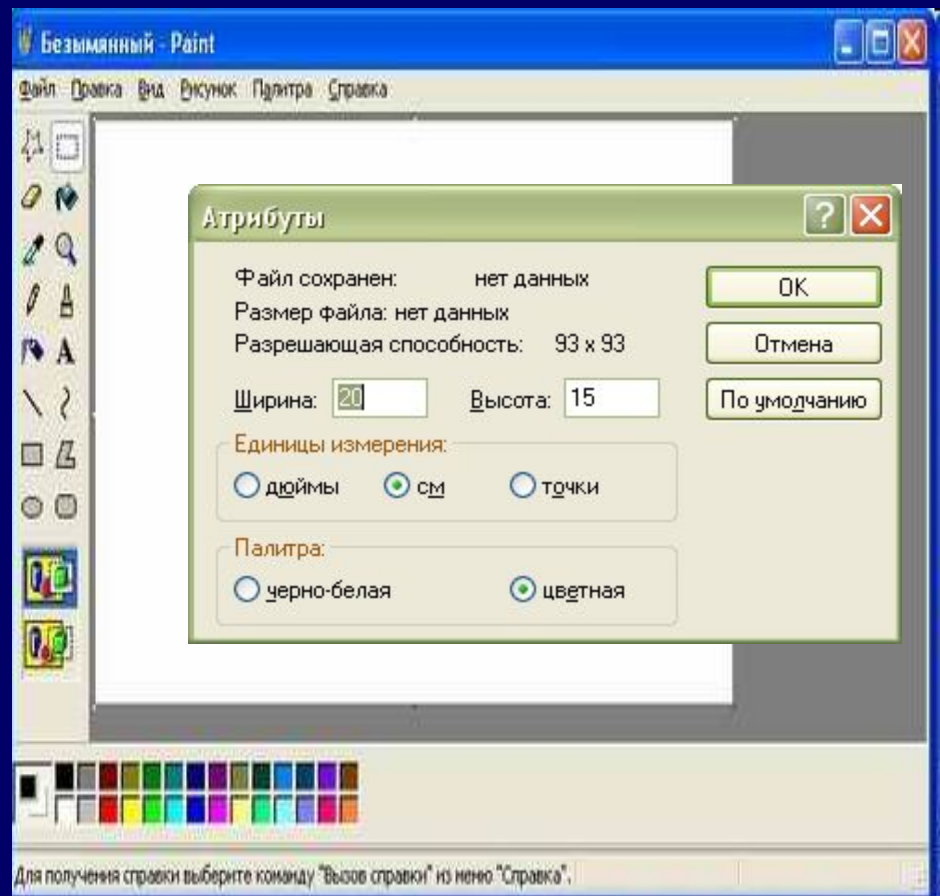 Безымянный - Paint
Файл Правка Вид Рисунок Палитра Справка
Атрибуты
Файл сохранен: нет данных
Размер файла: нет данных
Разрешающая способность: 93 x 93
Ширина: 20 Высота: 15
Единицы измерения:
дюймы см точки
Палитра:
черно-белая цветная
OK
Отмена
По умолчанию
A
Для получения справки выберите команду "Вызов справки" из меню "Справка".